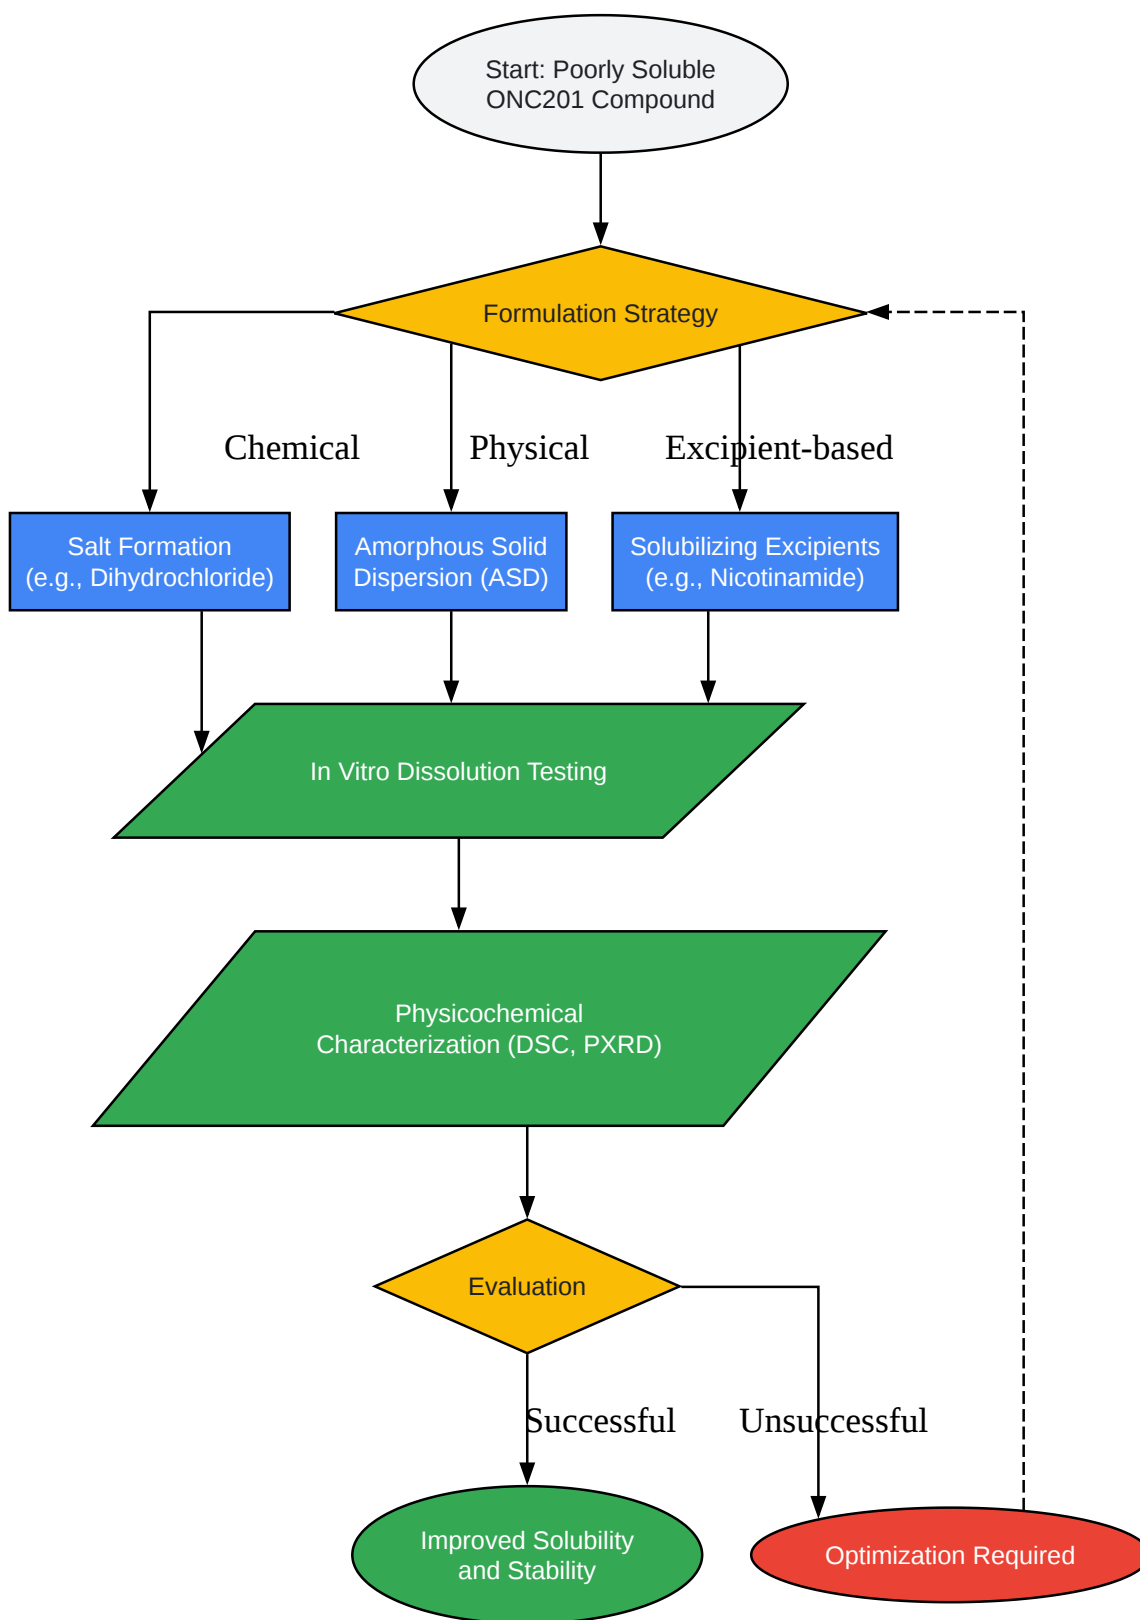 Start: Poorly Soluble
ONC201 Compound
Formulation Strategy
Chemical
Physical
Excipient-based
Salt Formation
(e.g., Dihydrochloride)
Amorphous Solid
Dispersion (ASD)
Solubilizing Excipients
(e.g., Nicotinamide)
In Vitro Dissolution Testing
Physicochemical
Characterization (DSC, PXRD)
Evaluation
Successful
Unsuccessful
Improved Solubility
and Stability
Optimization Required